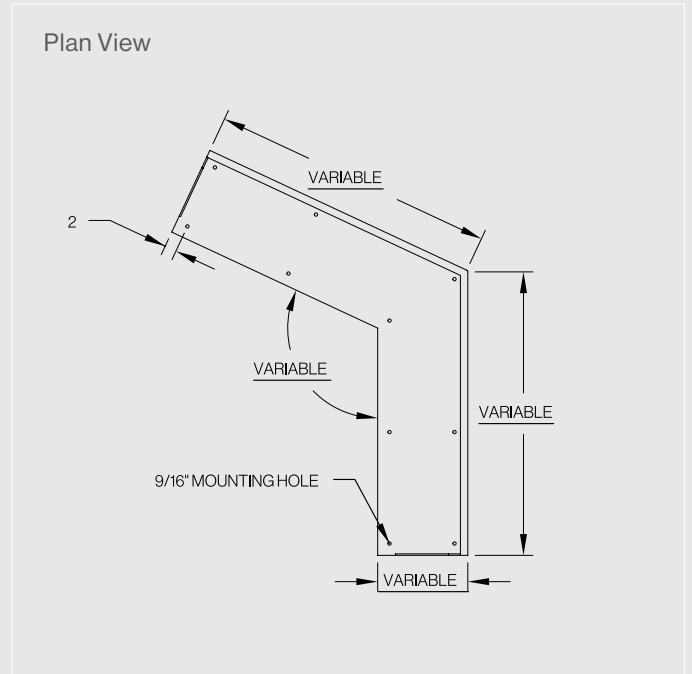 Plan View
VARIABLE
2
VARIABLE
VARIABLE
9/16" MOUNTING HOLE
VARIABLE